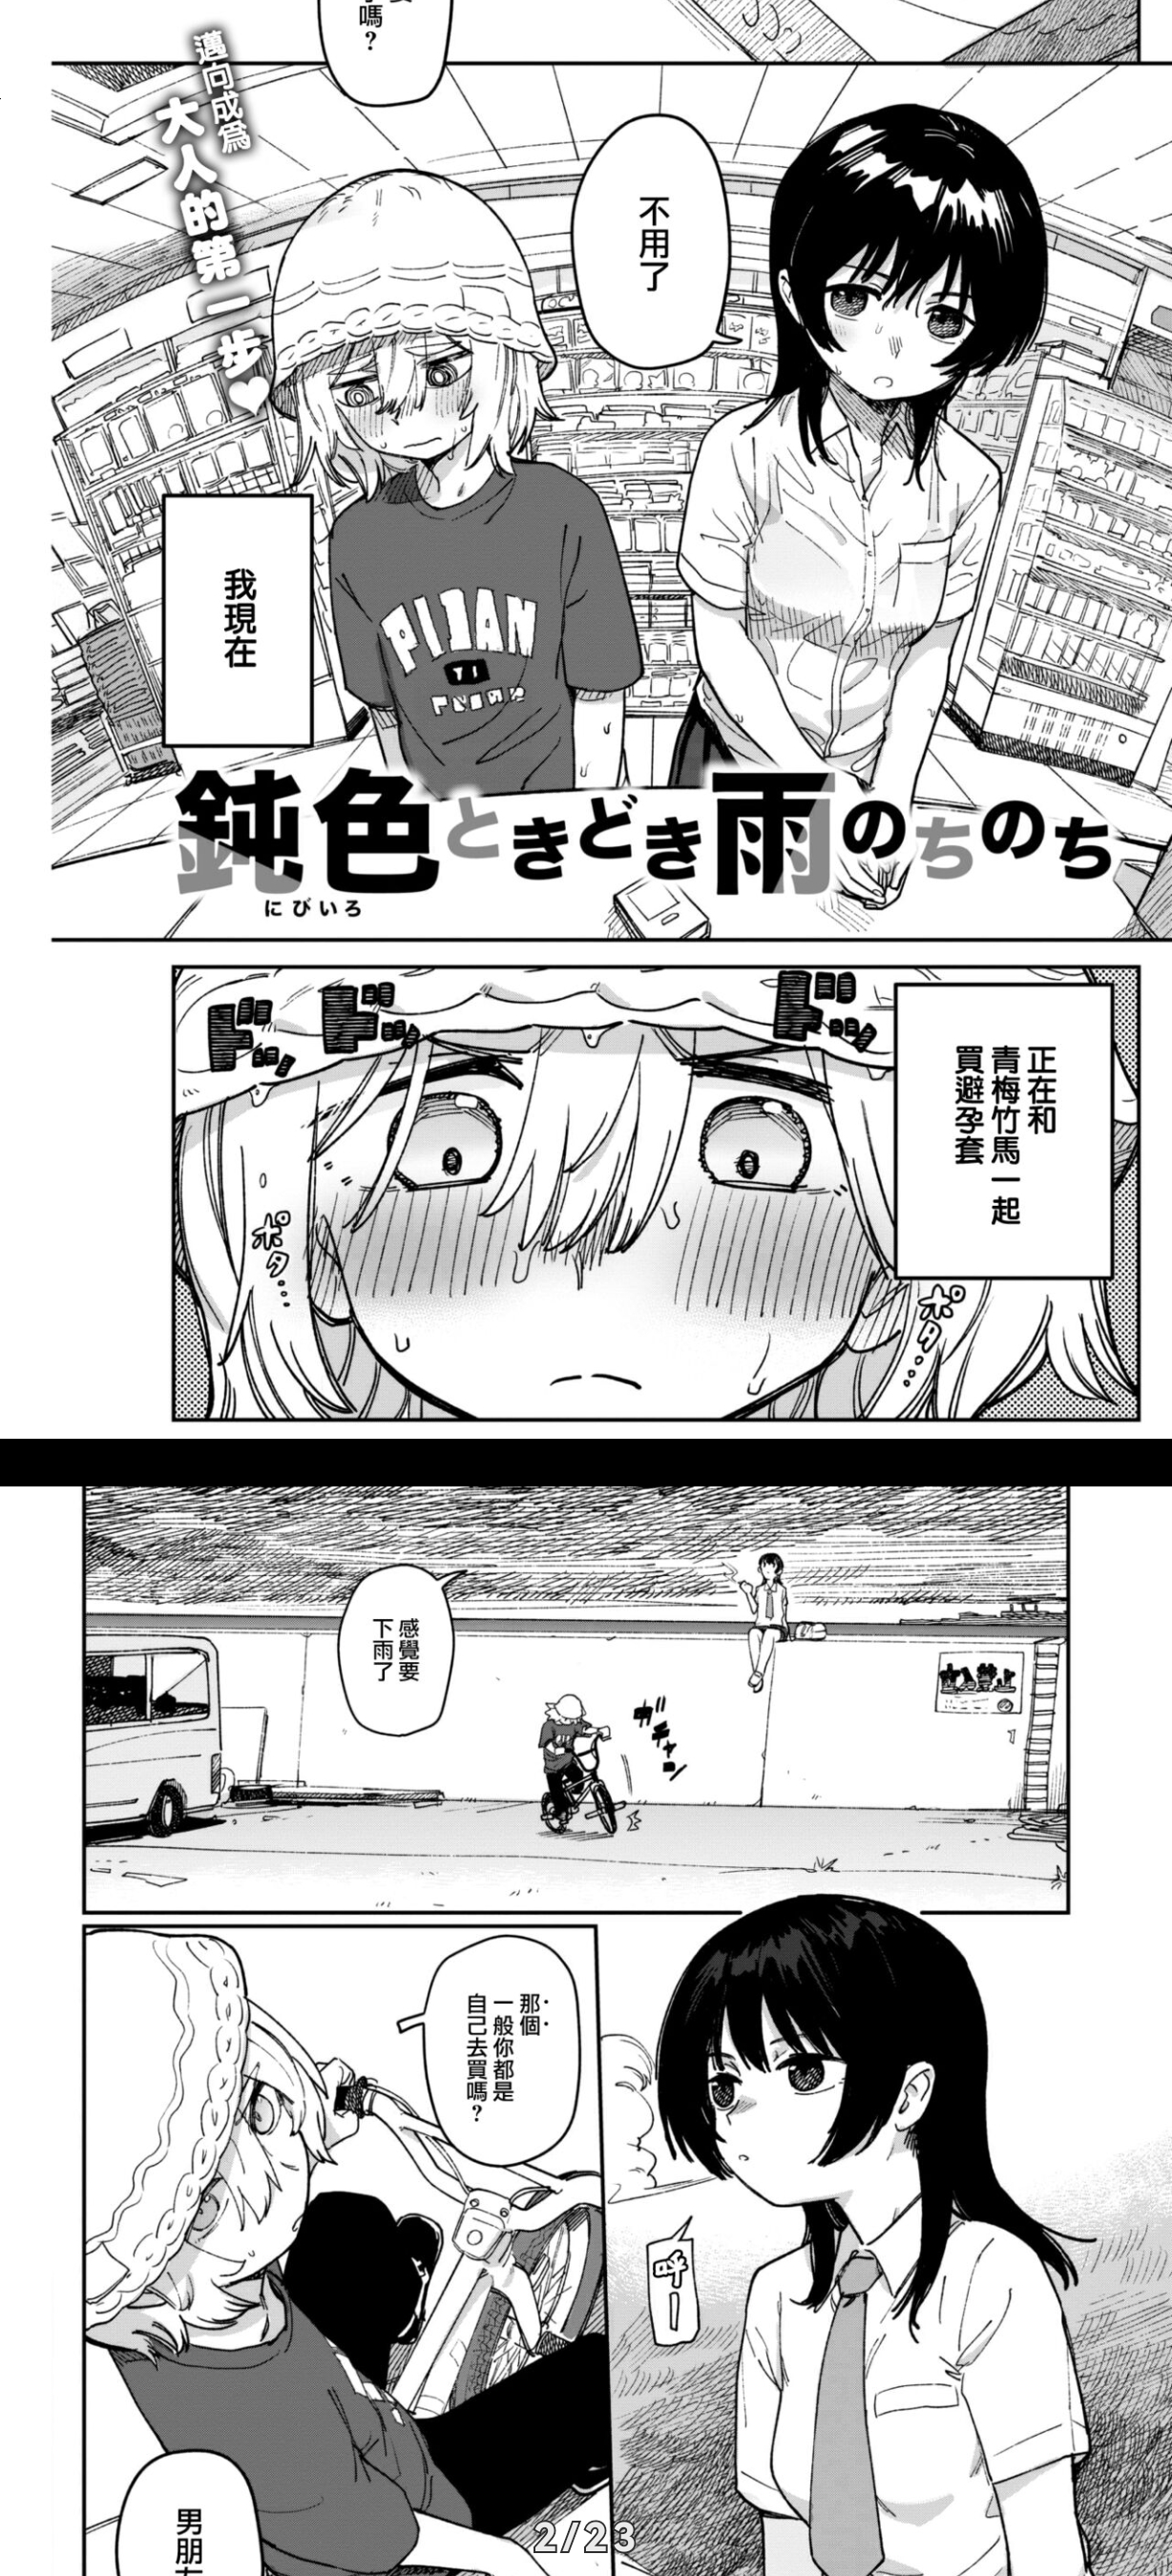 嗎?
不用了
邁向成為
大人的第一步♥
我現在
鈍色ときどき雨のちのち
にびいろ
正在和
青梅竹馬一起
買避孕套
ドッ
ドッ
ドッ
ポタ…
ポタ…
感覺要
下雨了
ガチャン
那個
一般你都是
自己去買嗎?
呼ー
男朋
PIJAN
71
2/23